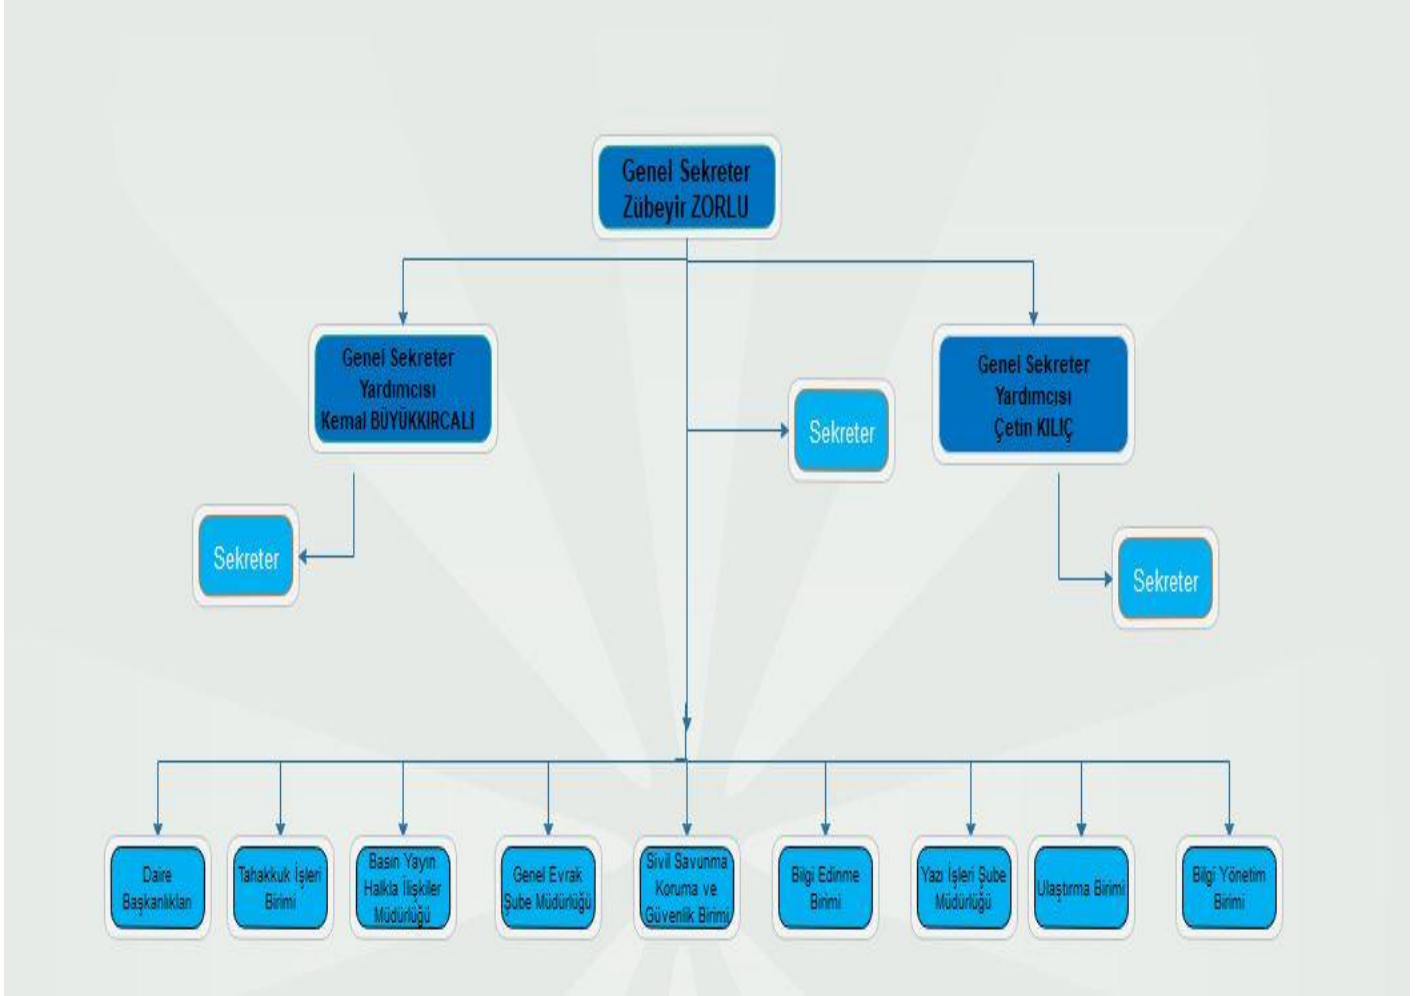 Genel Sekreter
Zübeyir ZORLU
Genel Sekreter
Yardımcısı
Kemal BÜYÜKKIRCALI
Genel Sekreter
Yardımcısı
Çetin KILIÇ
Sekreter
Sekreter
Sekreter
Daire
Başkanlıkları
Tahakkuk İşleri
Birimi
Basın Yayın
Halkla İlişkiler
Müdürlüğü
Genel Evrak
Şube Müdürlüğü
Sivil Savunma
Koruma ve
Güvenlik Birimi
Bilgi Edinme
Birimi
Yazı İşleri Şube
Müdürlüğü
Ulaştırma Birimi
Bilgi Yönetim
Birimi